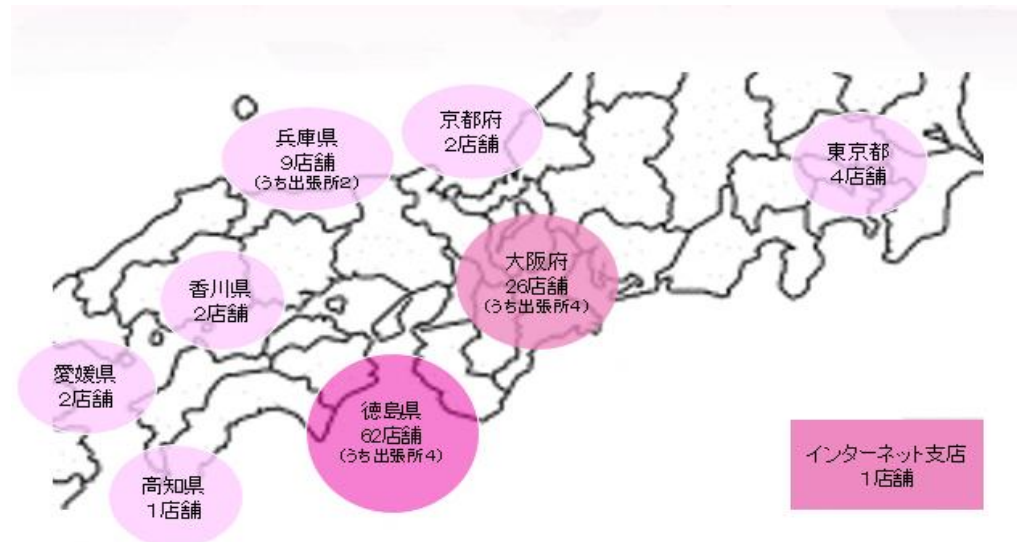 京都府
2店舗
兵庫県
9店舗
(うち出張所2)
東京都
4店舗
大阪府
26店舗
(うち出張所4)
香川県
2店舗
愛媛県
2店舗
徳島県
62店舗
(うち出張所4)
高知県
1店舗
インターネット支店
1店舗